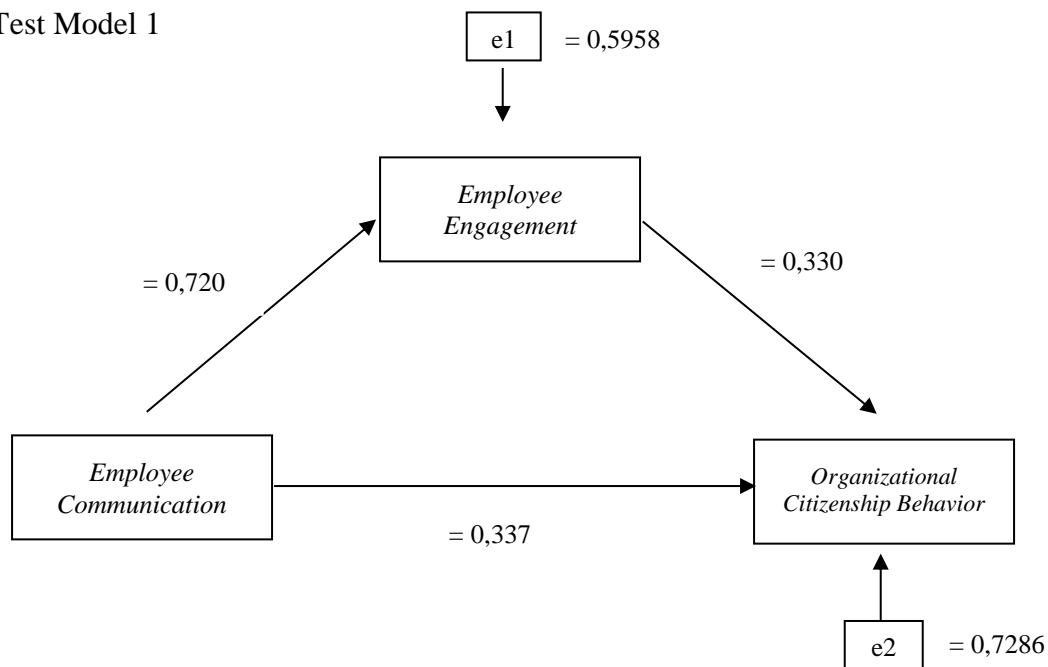 Test Model 1
e1
= 0,5958
Employee
Engagement
= 0,720
= 0,330
Employee
Communication
Organizational
Citizenship Behavior
= 0,337
e2
= 0,7286